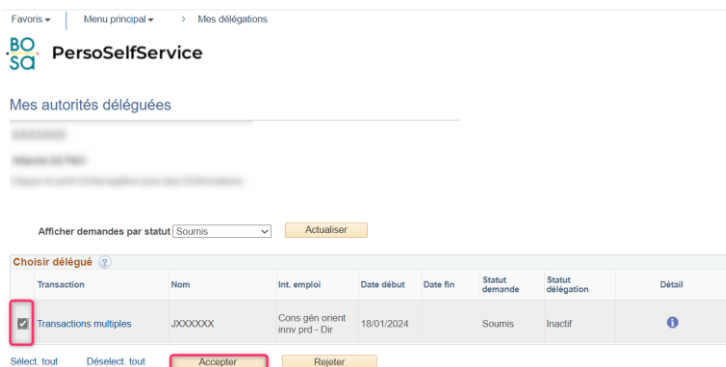 Favoris Menu principal > Mes délégations
BO
SA PersoSelfService
Mes autorités déléguées
Afficher demandes par statut Soumis Actualiser
Choisir délégué ?
Transaction Nom Int. emploi Date début Date fin Statut demande Statut délégation Détail
Transactions multiples JXXXXXX Cons gén orient innv prd - Dir 18/01/2024 Soumis Inactif i
Sélect. tout Déselect. tout Accepter Rejeter